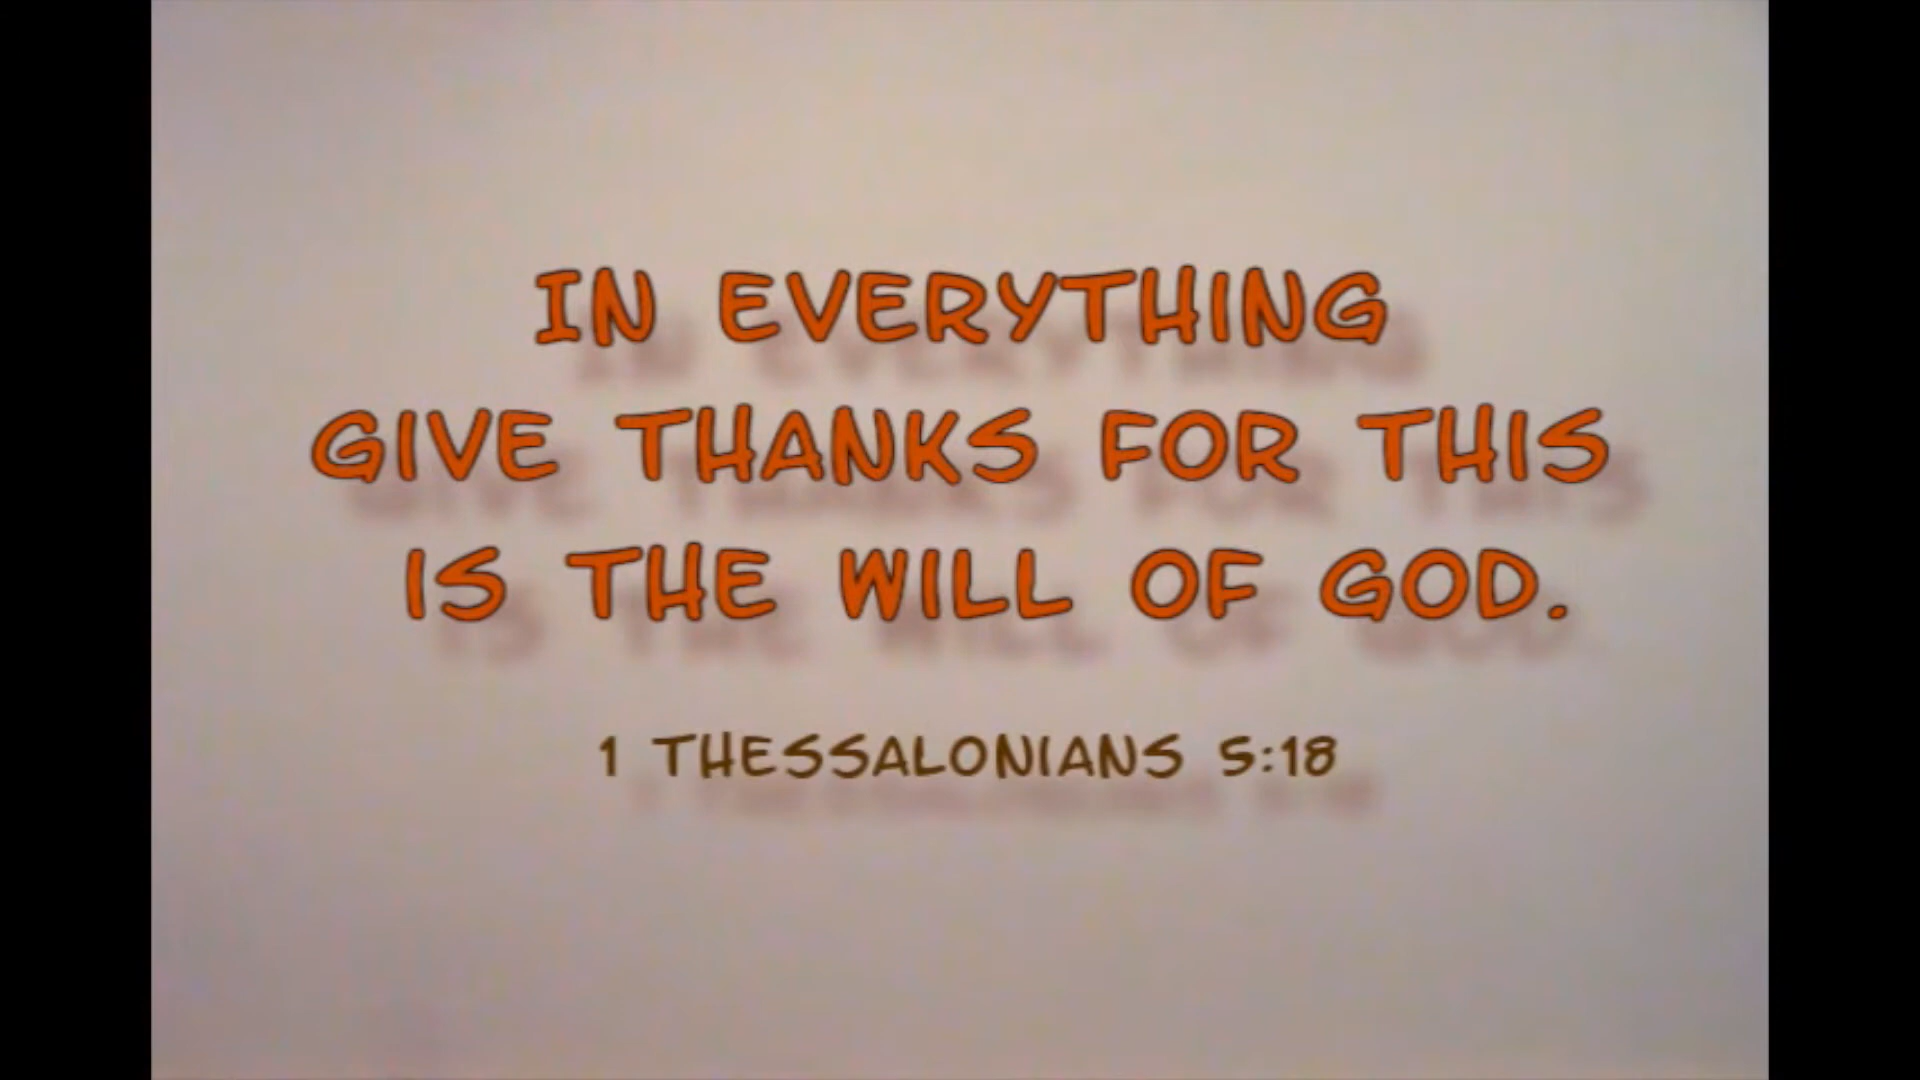 IN EVERYTHING
GIVE THANKS FOR THIS
IS THE WILL OF GOD.
1 THESSALONIANS 5:18